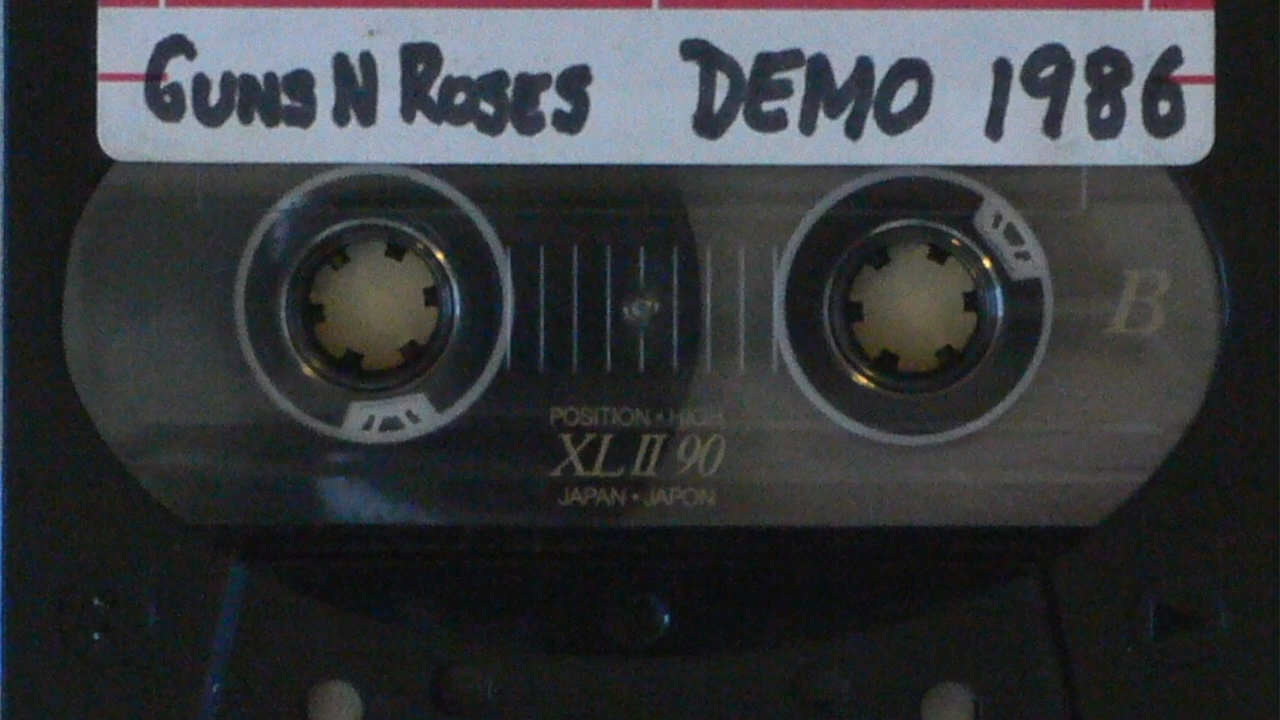 GUNS N ROSES DEMO 1986
B
POSITION • HIGH
XL II 90
JAPAN • JAPON